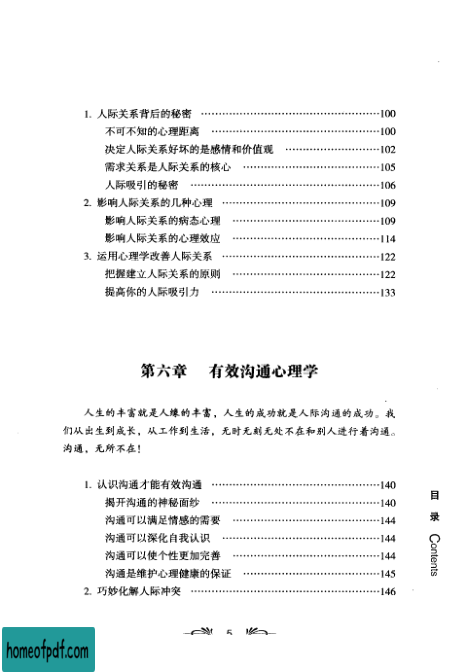 1. 人际关系背后的秘密 ……………………………………………100
不可不知的心理距离 ……………………………………………100
决定人际关系好坏的是感情和价值观 ………………………102
需求关系是人际关系的核心 …………………………………105
人际吸引的秘密 ………………………………………………106
2. 影响人际关系的几种心理 ………………………………………109
影响人际关系的病态心理 ……………………………………109
影响人际关系的心理效应 ……………………………………114
3. 运用心理学改善人际关系 ………………………………………122
把握建立人际关系的原则 ……………………………………122
提高你的人际吸引力 …………………………………………133
第六章 有效沟通心理学
人生的丰富就是人缘的丰富，人生的成功就是人际沟通的成功。我
们从出生到成长，从工作到生活，无时无刻无处不在和别人进行着沟通。
沟通，无所不在！
1. 认识沟通才能有效沟通 …………………………………………140
揭开沟通的神秘面纱 …………………………………………140
沟通可以满足情感的需要 ……………………………………144
沟通可以深化自我认识 ………………………………………144
沟通可以使个性更加完善 ……………………………………144
沟通是维护心理健康的保证 …………………………………145
2. 巧妙化解人际冲突 ………………………………………………146
目录 Contents
5
homeofpdf.com